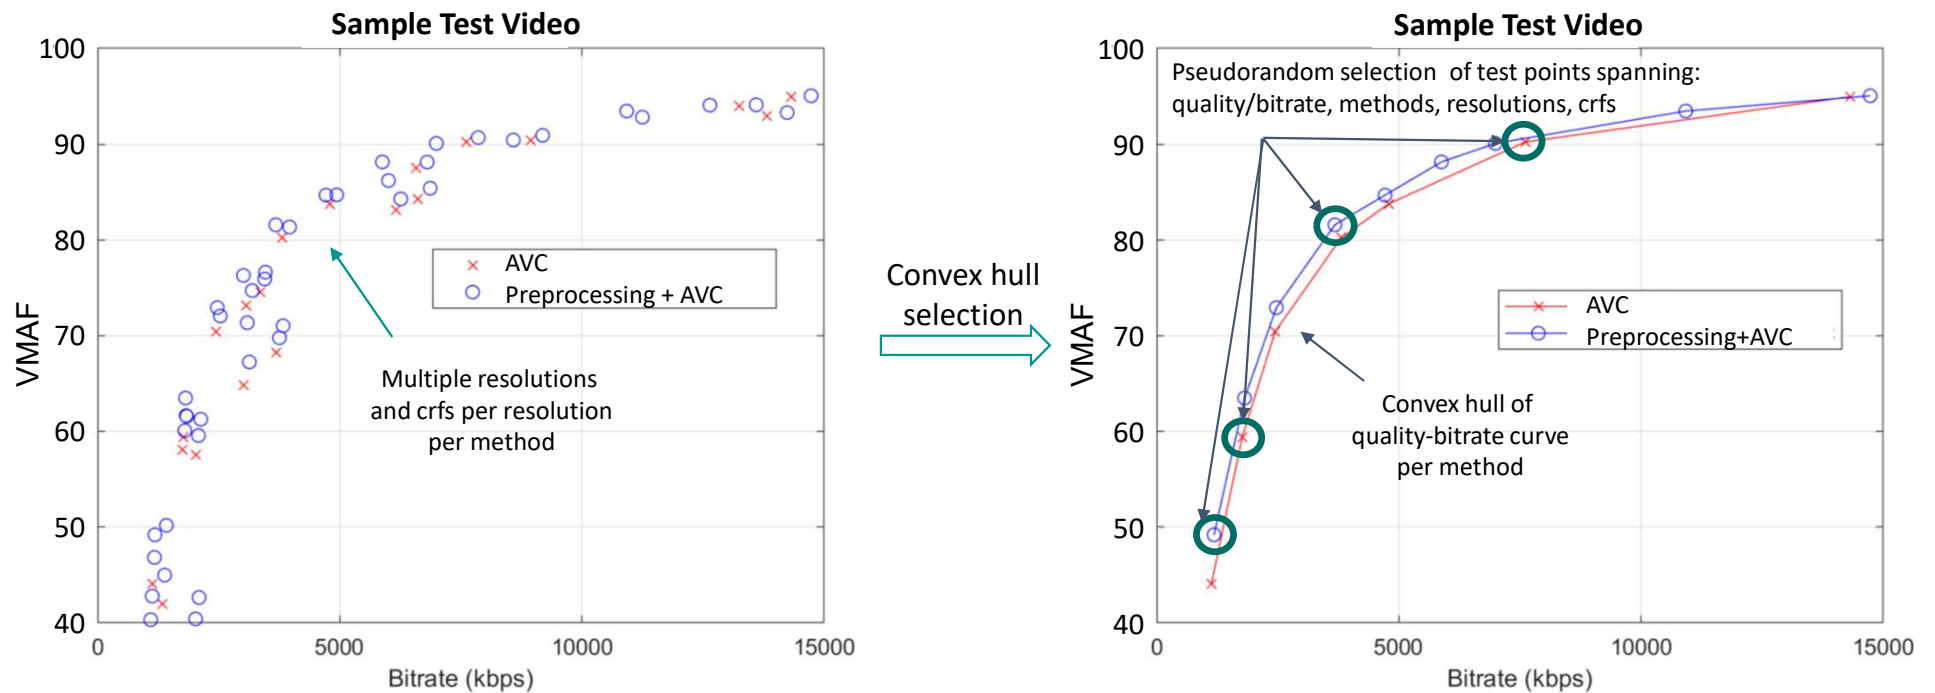 Sample Test Video
100
90
80
70
60
50
40
0
5000
10000
15000
VMAF
Bitrate (kbps)
AVC
Preprocessing + AVC
Multiple resolutions
and crfs per resolution
per method
Convex hull
selection
Sample Test Video
100
90
80
70
60
50
40
0
5000
10000
15000
VMAF
Bitrate (kbps)
Pseudorandom selection of test points spanning:
quality/bitrate, methods, resolutions, crfs
AVC
Preprocessing+AVC
Convex hull of
quality-bitrate curve
per method